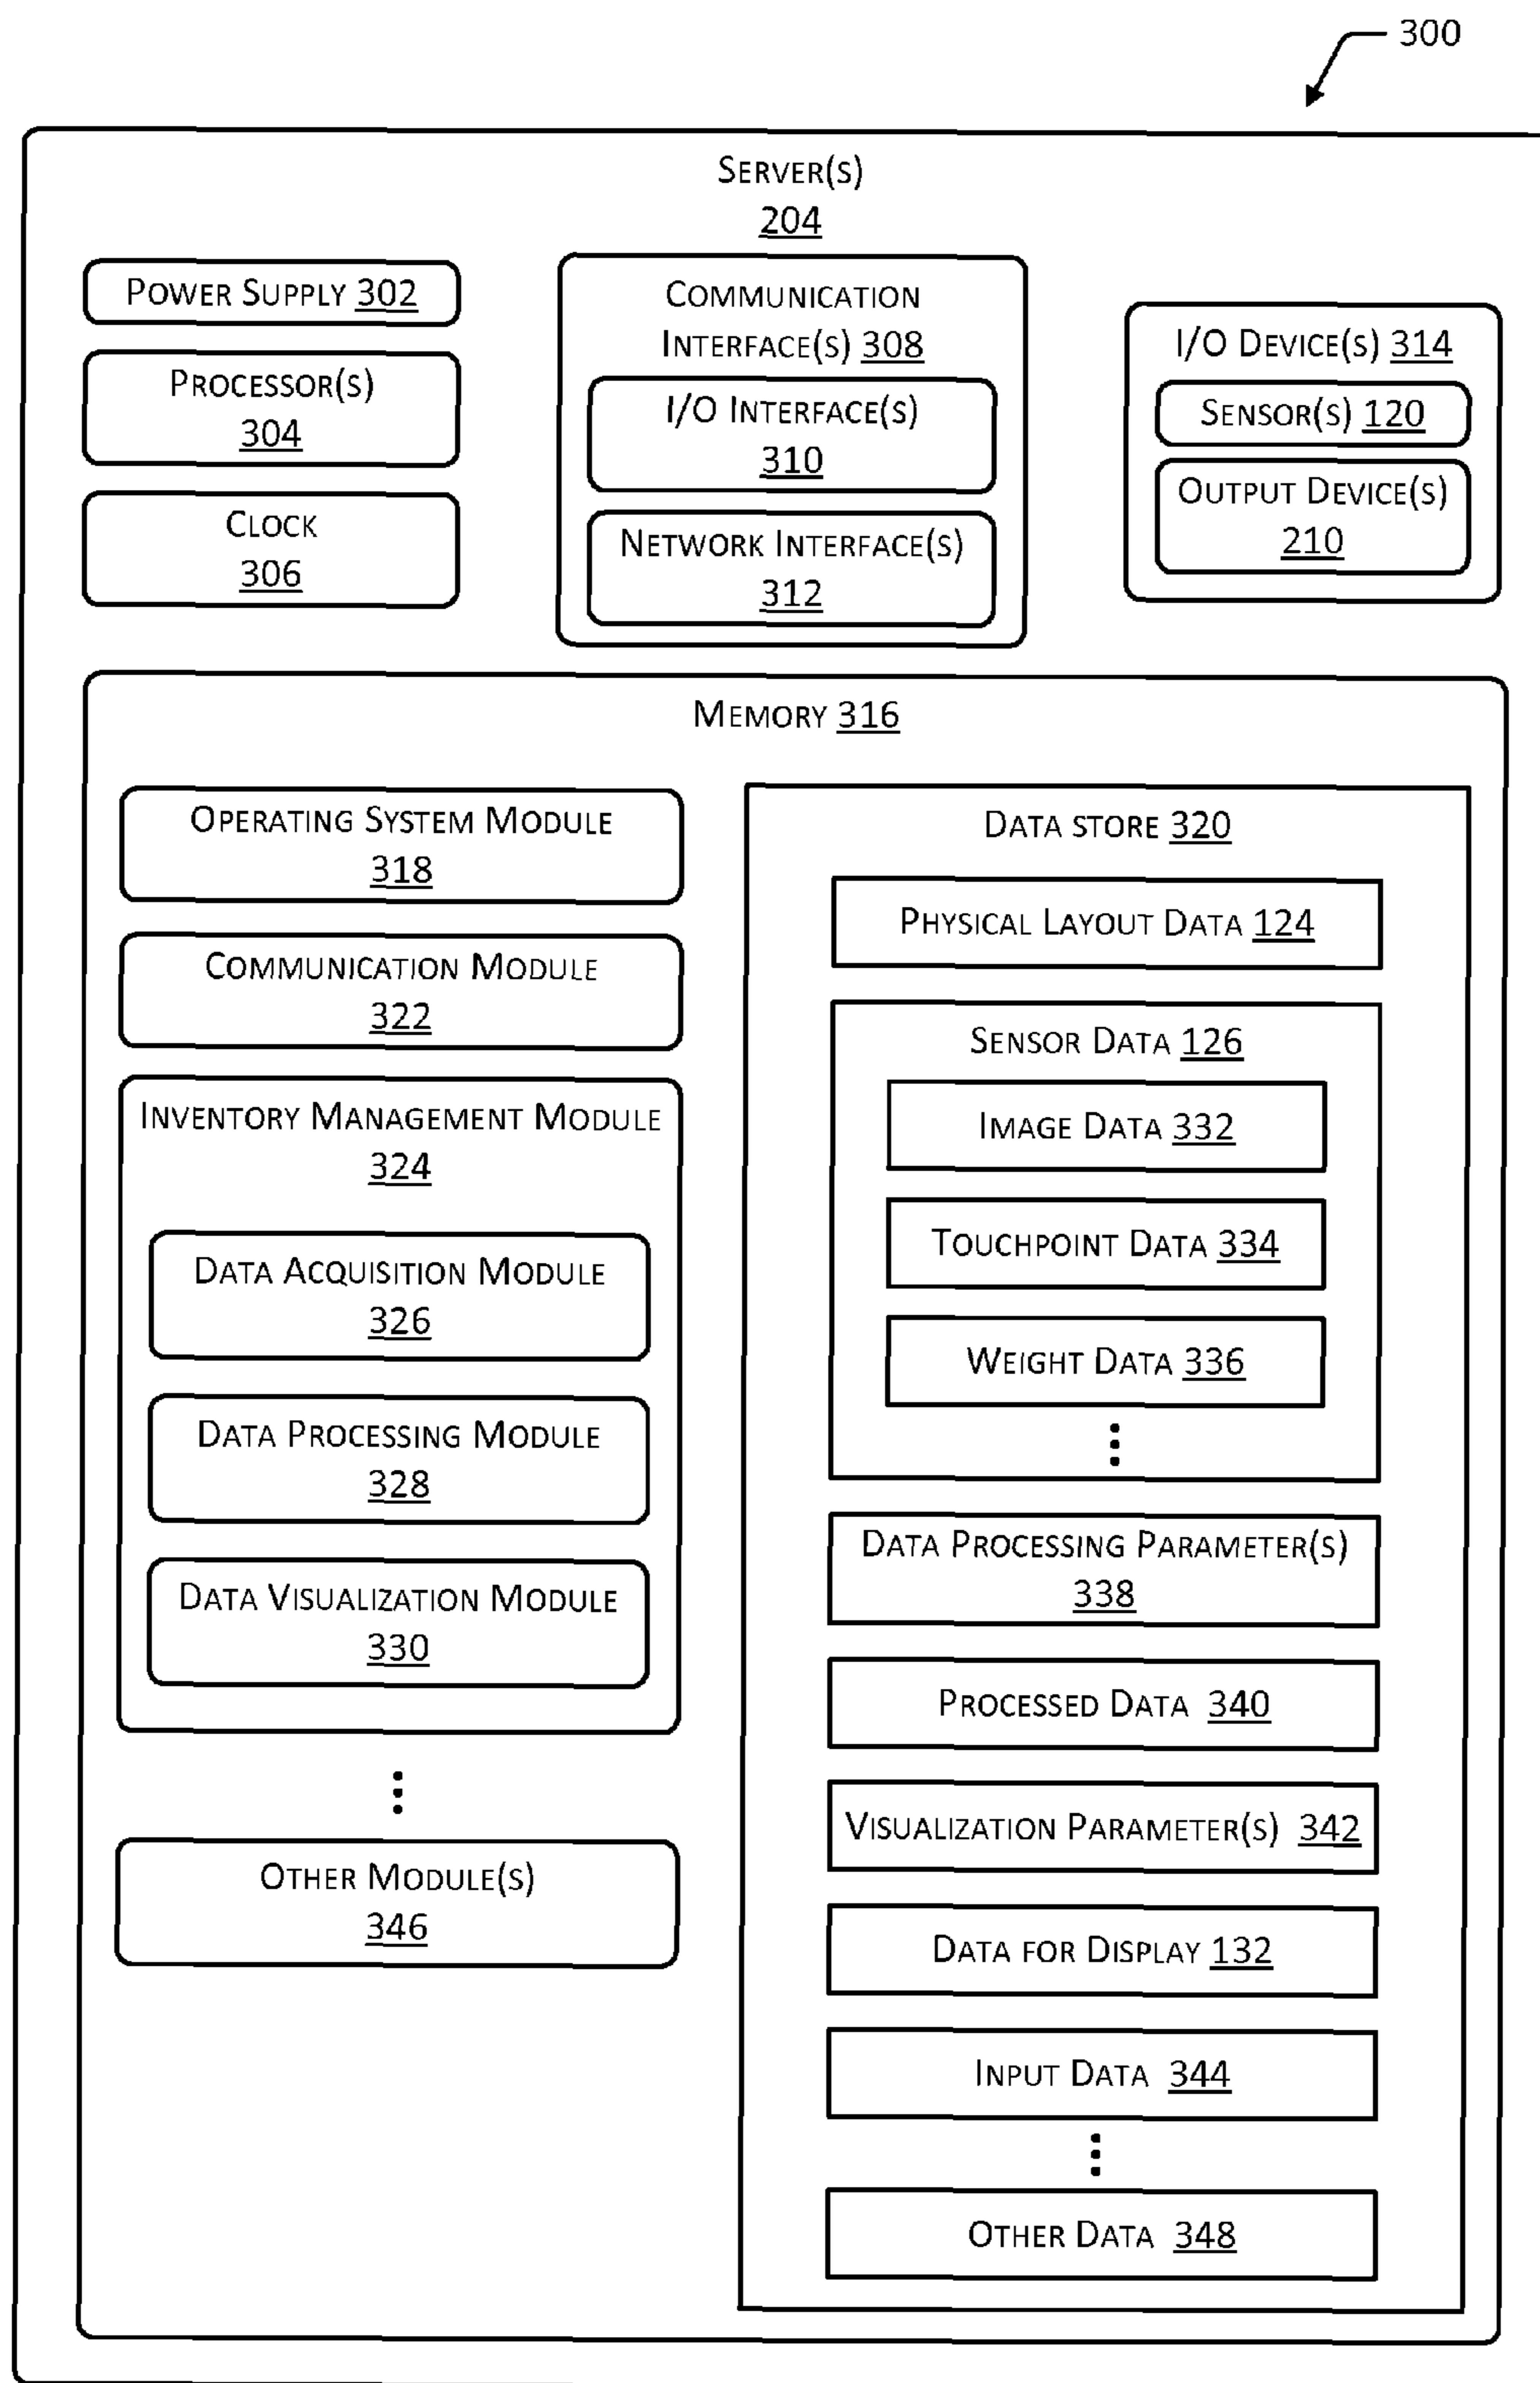 300
Server(s)
204
Power Supply 302
Processor(s)
304
Clock
306
Communication
Interface(s) 308
I/O Interface(s)
310
Network Interface(s)
312
I/O Device(s) 314
Sensor(s) 120
Output Device(s)
210
Memory 316
Operating System Module
318
Communication Module
322
Inventory Management Module
324
Data Acquisition Module
326
Data Processing Module
328
Data Visualization Module
330
Other Module(s)
346
Data store 320
Physical Layout Data 124
Sensor Data 126
Image Data 332
Touchpoint Data 334
Weight Data 336
Data Processing Parameter(s)
338
Processed Data 340
Visualization Parameter(s) 342
Data for Display 132
Input Data 344
Other Data 348